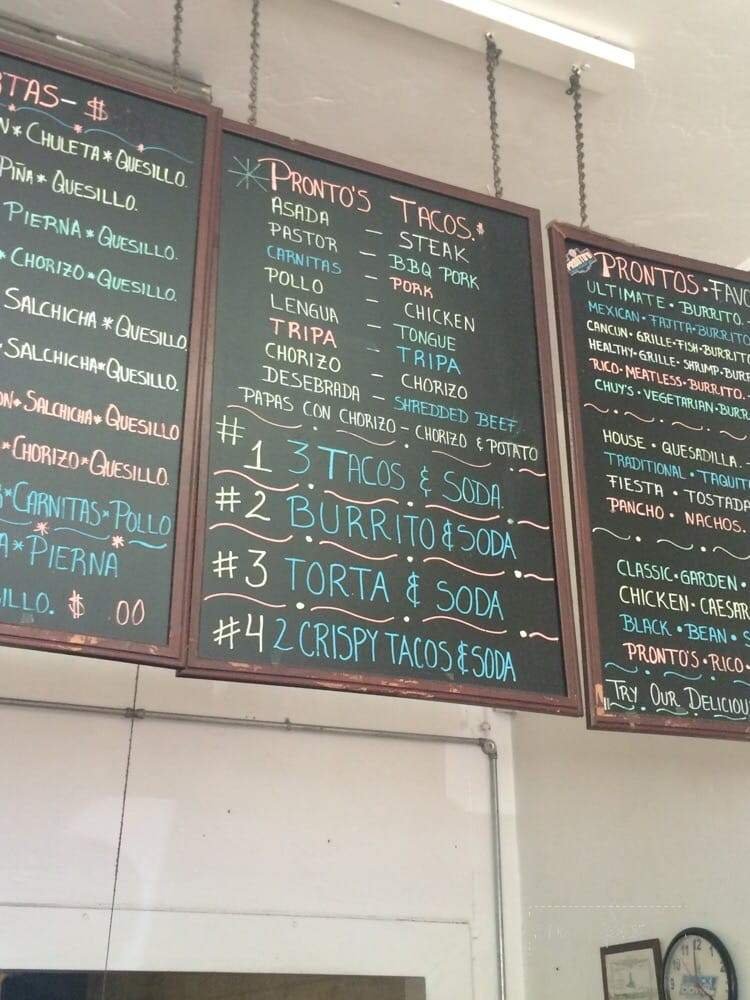 RTAS - $
N * CHULETA * QUESILLO.
PIÑA * QUESILLO.
PIERNA * QUESILLO.
* CHORIZO * QUESILLO.
SALCHICHA * QUESILLO.
SALCHICHA * QUESILLO.
ON * SALCHICHA * QUESILLO
* CHORIZO * QUESILLO.
* CARNITAS * POLLO
A * PIERNA
SILLO. $ 00
PRONTO'S TACOS. $
ASADA - STEAK
PASTOR - BBQ PORK
CARNITAS - PORK
POLLO - CHICKEN
LENGUA - TONGUE
TRIPA - TRIPA
CHORIZO - CHORIZO
DESEBRADA - SHREDDED BEEF.
PAPAS CON CHORIZO - CHORIZO & POTATO
#1 3 TACOS & SODA.
#2 BURRITO & SODA
#3 TORTA & SODA
#4 2 CRISPY TACOS & SODA
PRONTO'S
PRONTOS • FAVO
ULTIMATE • BURRITO.
MEXICAN • FAJITA • BURRITO
CANCUN • GRILLE • FISH • BURRITO
HEALTHY • GRILLE • SHRIMP • BURR
RICO • MEATLESS • BURRITO.
CHUY'S • VEGETARIAN • BURR
HOUSE • QUESADILLA.
TRADITIONAL • TAQUIT
FIESTA • TOSTADA
PANCHO • NACHOS.
CLASSIC • GARDEN •
CHICKEN • CAESAR
BLACK • BEAN • S
PRONTO'S • RICO •
TRY OUR DELICIOU